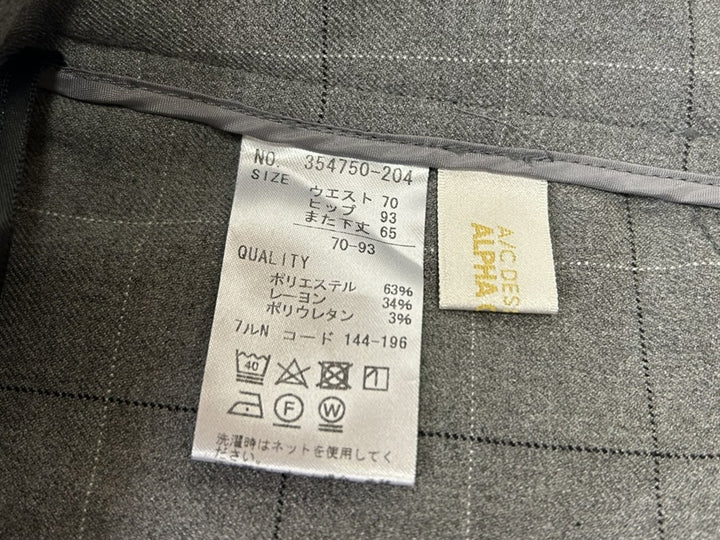 NO. 354750-204
SIZE
ウエスト 70
ヒップ 93
また下丈 65
70-93
QUALITY
ポリエステル 63%
レーヨン 34%
ポリウレタン 3%
フルN コード 144-196
40
F
W
洗濯時はネットを使用してく
ださい。
A/C DES
ALPHA